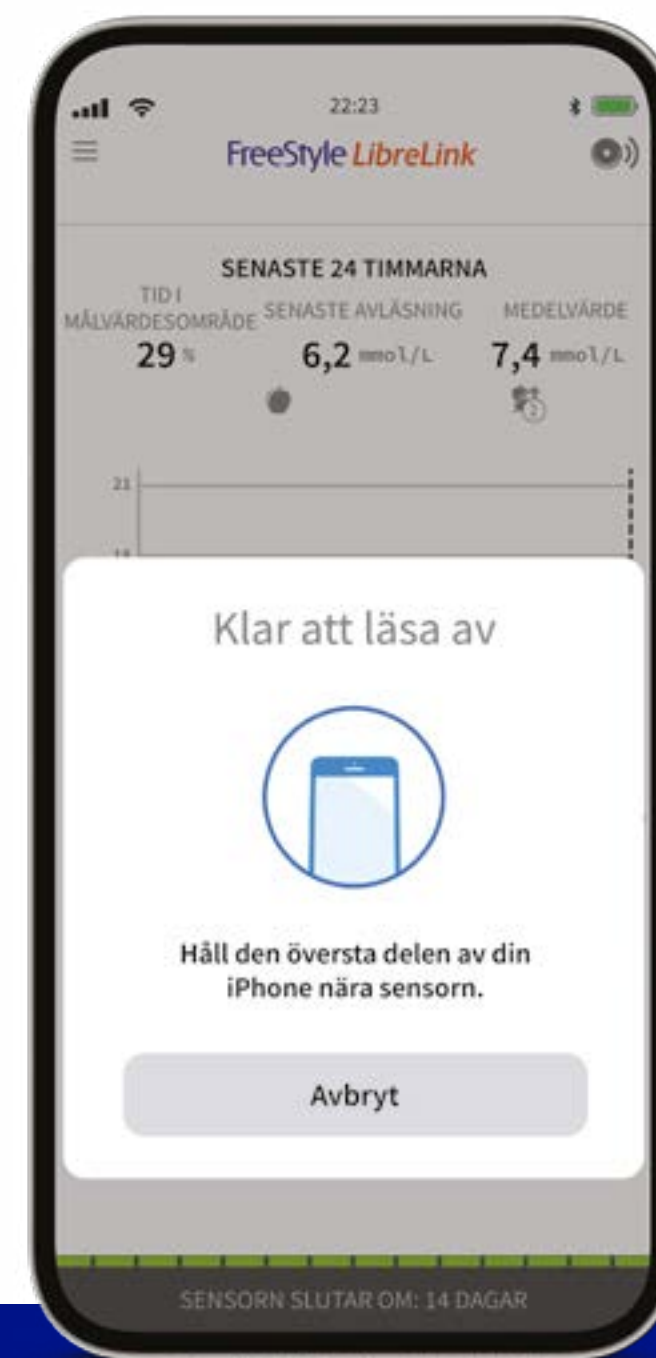 22:23
FreeStyle LibreLink
SENASTE 24 TIMMARNA
TID I
MÅLVÄRDESOMRÅDE SENASTE AVLÄSNING MEDELVÄRDE
29 % 6,2 mmol/L 7,4 mmol/L
2
21
Klar att läsa av
Håll den översta delen av din
iPhone nära sensorn.
Avbryt
SENSORN SLUTAR OM: 14 DAGAR